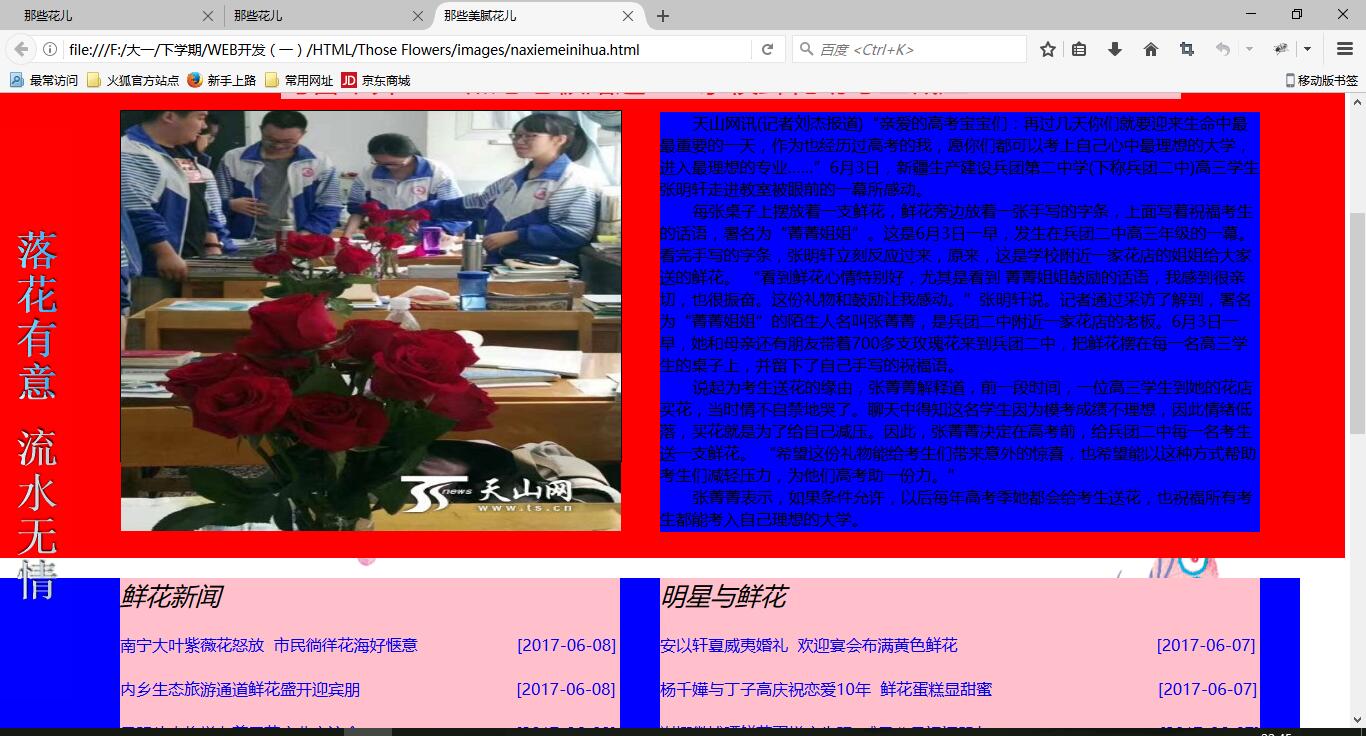 那些花儿
那些花儿
那些美腻花儿
file:///F:/大一/下学期/WEB开发（一）/HTML/Those Flowers/images/naxiemeinihua.html
百度 <Ctrl+K>
最常访问
火狐官方站点
新手上路
常用网址
JD 京东商城
移动版书签
落花有意 流水无情
TS news 天山网
www.ts.cn
天山网讯(记者刘杰报道)“亲爱的高考宝宝们：再过几天你们就要迎来生命中最
最重要的一天，作为也经历过高考的我，愿你们都可以考上自己心中最理想的大学，
进入最理想的专业……”6月3日，新疆生产建设兵团第二中学(下称兵团二中)高三学生
张明轩走进教室被眼前的一幕所感动。
每张桌子上摆放着一支鲜花，鲜花旁边放着一张手写的字条，上面写着祝福考生
的话语，署名为“菁菁姐姐”。这是6月3日一早，发生在兵团二中高三年级的一幕。
看完手写的字条，张明轩立刻反应过来，原来，这是学校附近一家花店的姐姐给大家
送的鲜花。“看到鲜花心情特别好，尤其是看到 菁菁姐姐鼓励的话语，我感到很亲
切，也很振奋。这份礼物和鼓励让我感动。”张明轩说。记者通过采访了解到，署名
为“菁菁姐姐”的陌生人名叫张菁菁，是兵团二中附近一家花店的老板。6月3日一
早，她和母亲还有朋友带着700多支玫瑰花来到兵团二中，把鲜花摆在每一名高三学
生的桌子上，并留下了自己手写的祝福语。
说起为考生送花的缘由，张菁菁解释道，前一段时间，一位高三学生到她的花店
买花，当时情不自禁地哭了。聊天中得知这名学生因为模考成绩不理想，因此情绪低
落，买花就是为了给自己减压。因此，张菁菁决定在高考前，给兵团二中每一名考生
送一支鲜花。 “希望这份礼物能给考生们带来意外的惊喜，也希望能以这种方式帮助
考生们减轻压力，为他们高考助一份力。”
张菁菁表示，如果条件允许，以后每年高考季她都会给考生送花，也祝福所有考
生都能考入自己理想的大学。
鲜花新闻
南宁大叶紫薇花怒放 市民徜徉花海好惬意 [2017-06-08]
内乡生态旅游通道鲜花盛开迎宾朋 [2017-06-08]
明星与鲜花
安以轩夏威夷婚礼 欢迎宴会布满黄色鲜花 [2017-06-07]
杨千嬅与丁子高庆祝恋爱10年 鲜花蛋糕显甜蜜 [2017-06-07]